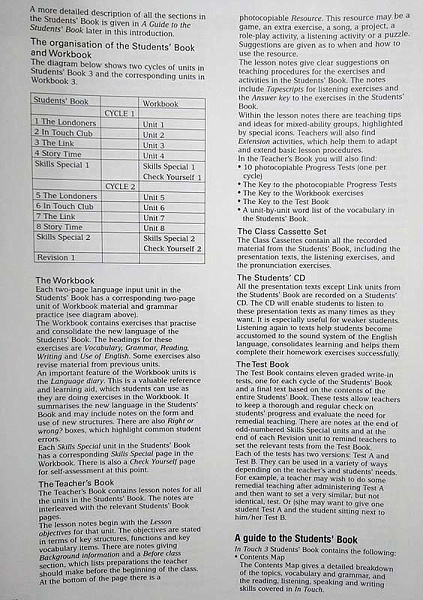 A more detailed description of all the sections in
the Students' Book is given in A Guide to the
Students' Book later in this introduction.
The organisation of the Students' Book
and Workbook
The diagram below shows two cycles of units in
Students' Book 3 and the corresponding units in
Workbook 3.
Students' Book Workbook
CYCLE 1
1 The Londoners Unit 1
2 In Touch Club Unit 2
3 The Link Unit 3
4 Story Time Unit 4
Skills Special 1 Skills Special 1
Check Yourself 1
CYCLE 2
5 The Londoners Unit 5
6 In Touch Club Unit 6
7 The Link Unit 7
8 Story Time Unit 8
Skills Special 2 Skills Special 2
Check Yourself 2
Revision 1
The Workbook
Each two-page language input unit in the
Students' Book has a corresponding two-page
unit of Workbook material and grammar
practice (see diagram above).
The Workbook contains exercises that practise
and consolidate the new language of the
Students' Book. The headings for these
exercises are Vocabulary, Grammar, Reading,
Writing and Use of English. Some exercises also
revise material from previous units.
An important feature of the Workbook units is
the Language diary. This is a valuable reference
and learning aid, which students can use as
they are doing exercises in the Workbook. It
summarises the new language in the Students'
Book and may include notes on the form and
use of new structures. There are also Right or
wrong? boxes, which highlight common student
errors.
Each Skills Special unit in the Students' Book
has a corresponding Skills Special page in the
Workbook. There is also a Check Yourself page
for self-assessment at this point.
The Teacher's Book
The Teacher's Book contains lesson notes for all
the units in the Students' Book. The notes are
interleaved with the relevant Students' Book
pages.
The lesson notes begin with the Lesson
objectives for that unit. The objectives are stated
in terms of key structures, functions and key
vocabulary items. There are notes giving
Background information and a Before class
section, which lists preparations the teacher
should make before the beginning of the class.
At the bottom of the page there is a
photocopiable Resource. This resource may be a
game, an extra exercise, a song, a project, a
role-play activity, a listening activity or a puzzle.
Suggestions are given as to when and how to
use the resource.
The lesson notes give clear suggestions on
teaching procedures for the exercises and
activities in the Students' Book. The notes
include Tapescripts for listening exercises and
the Answer key to the exercises in the Students'
Book.
Within the lesson notes there are teaching tips
and ideas for mixed-ability groups, highlighted
by special icons. Teachers will also find
Extension activities, which help them to adapt
and extend basic lesson procedures.
In the Teacher's Book you will also find:
• 10 photocopiable Progress Tests (one per
cycle)
• The Key to the photocopiable Progress Tests
• The Key to the Workbook exercises
• The Key to the Test Book
• A unit-by-unit word list of the vocabulary in
the Students' Book.
The Class Cassette Set
The Class Cassettes contain all the recorded
material from the Students' Book, including the
presentation texts, the listening exercises, and
the pronunciation exercises.
The Students' CD
All the presentation texts except Link units from
the Students' Book are recorded on a Students'
CD. The CD will enable students to listen to
these presentation texts as many times as they
want. It is especially useful for weaker students.
Listening again to texts help students become
accustomed to the sound system of the English
language, consolidates learning and helps them
complete their homework exercises successfully.
The Test Book
The Test Book contains eleven graded write-in
tests, one for each cycle of the Students' Book
and a final test based on the contents of the
entire Students' Book. These tests allow teachers
to keep a thorough and regular check on
students' progress and evaluate the need for
remedial teaching. There are notes at the end of
odd-numbered Skills Special units and at the
end of each Revision unit to remind teachers to
set the relevant tests from the Test Book.
Each of the tests has two versions: Test A and
Test B. They can be used in a variety of ways
depending on the teacher's and students' needs.
For example, a teacher may wish to do some
remedial teaching after administering Test A
and then want to set a very similar, but not
identical, test. Or (s)he may want to give one
student Test A and the student sitting next to
him/her Test B.
A guide to the Students' Book
In Touch 3 Students' Book contains the following:
• Contents Map
The Contents Map gives a detailed breakdown
of the topics, vocabulary and grammar, and
the reading, listening, speaking and writing
skills covered in In Touch.